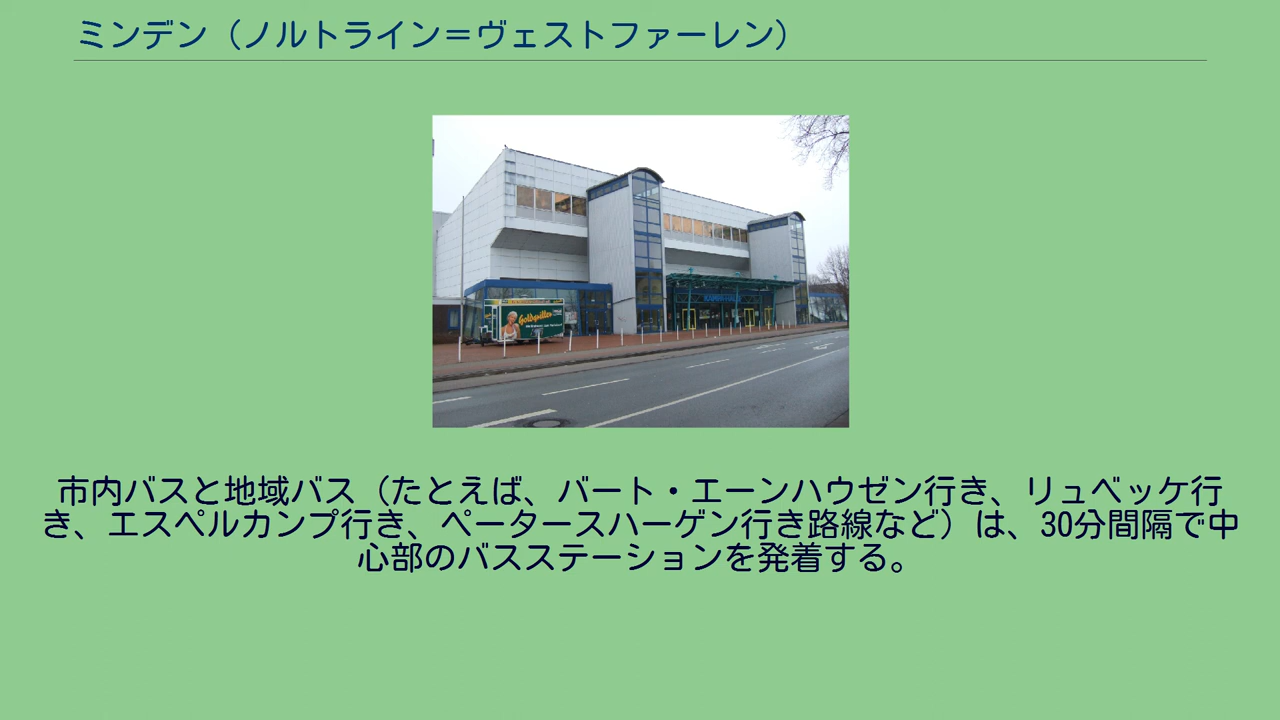 ミンデン（ノルトライン＝ヴェストファーレン）
Goldspiller
市内バスと地域バス（たとえば、バート・エーンハウゼン行き、リュベッケ行
き、エスペルカンプ行き、ペータースハーゲン行き路線など）は、30分間隔で中
心部のバスステーションを発着する。